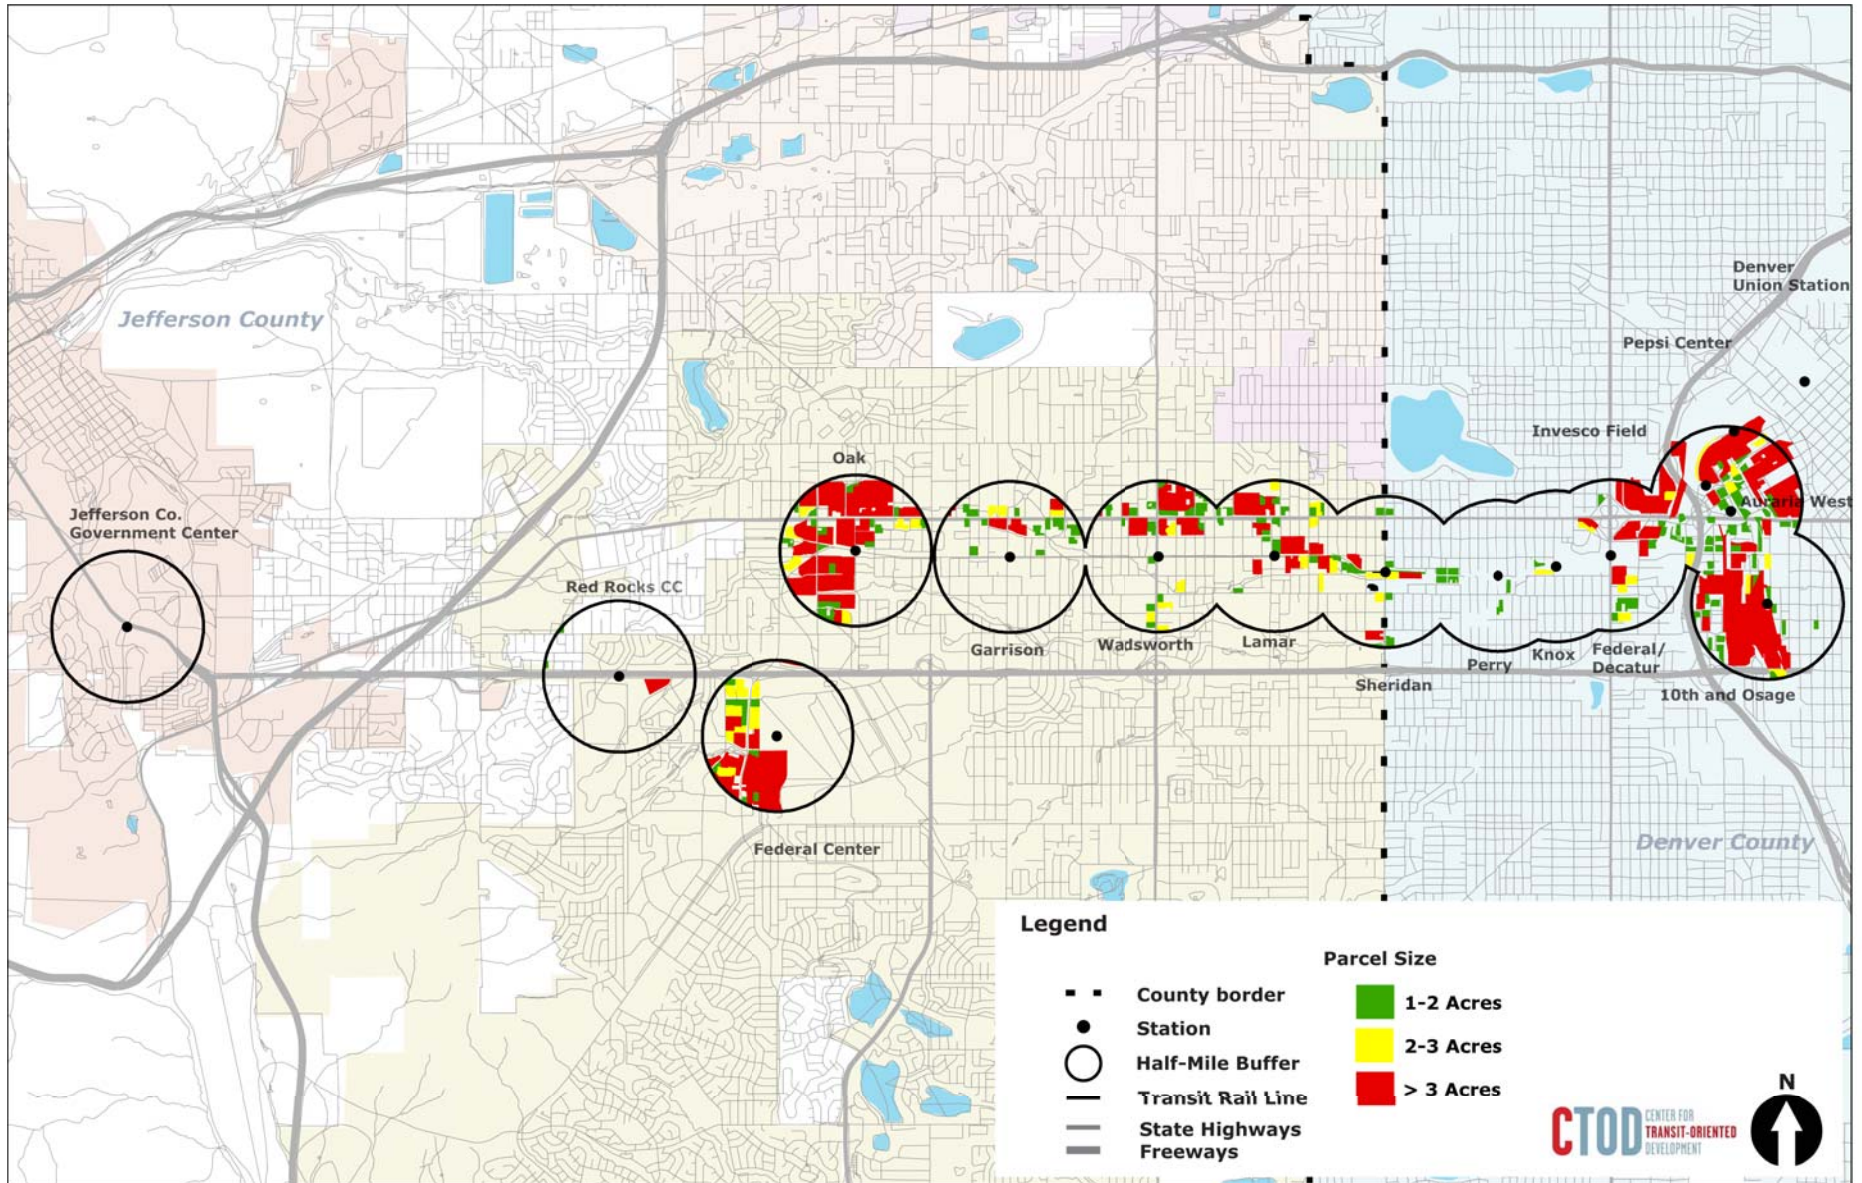 Denver
Union Station
Jefferson County
Pepsi Center
Invesco Field
Oak
Auraria West
Jefferson Co.
Government Center
Red Rocks CC
Garrison
Wadsworth
Lamar
Sheridan
Perry
Knox
Federal/
Decatur
10th and Osage
Federal Center
Denver County
Legend
County border
Station
Half-Mile Buffer
Transit Rail Line
State Highways
Freeways
Parcel Size
1-2 Acres
2-3 Acres
> 3 Acres
CTOD
CENTER FOR
TRANSIT-ORIENTED
DEVELOPMENT
N